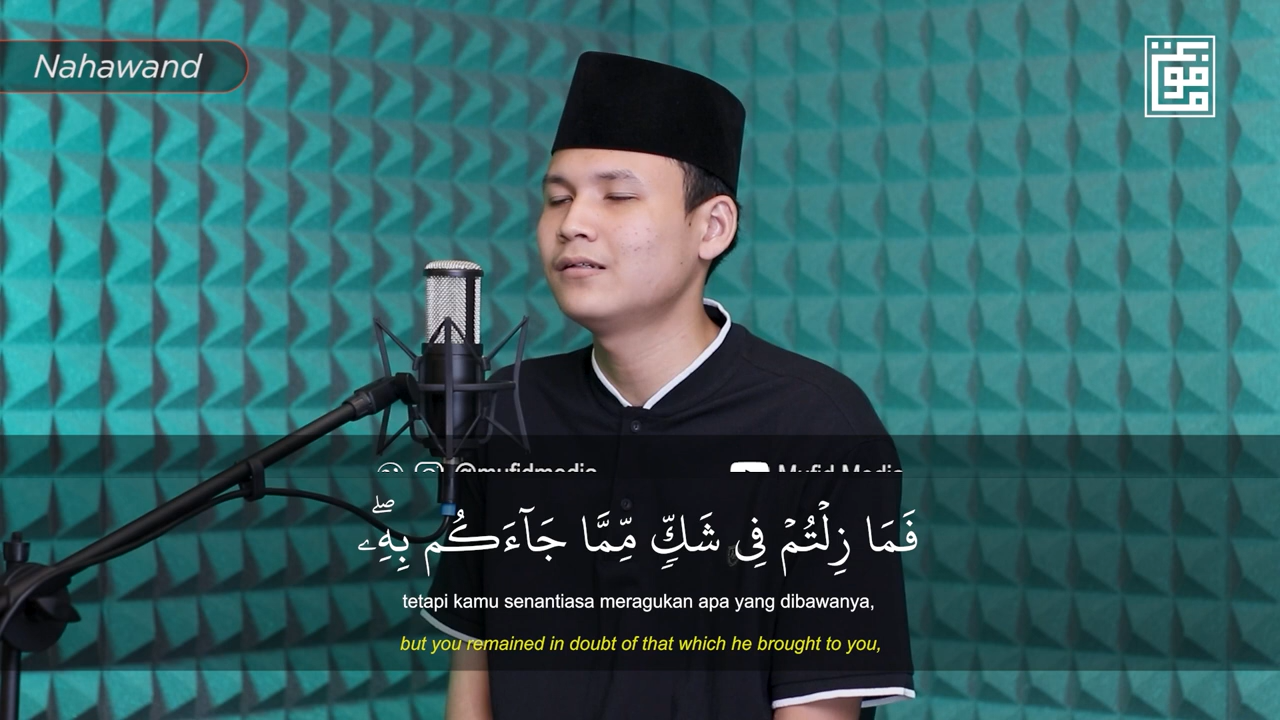 Nahawand
@mufidmedia
Mufid Media
فَمَا زِلْتُمْ فِى شَكٍّ مِّمَّا جَآءَكُم بِهِۦ ۖ
tetapi kamu senantiasa meragukan apa yang dibawanya,
but you remained in doubt of that which he brought to you,